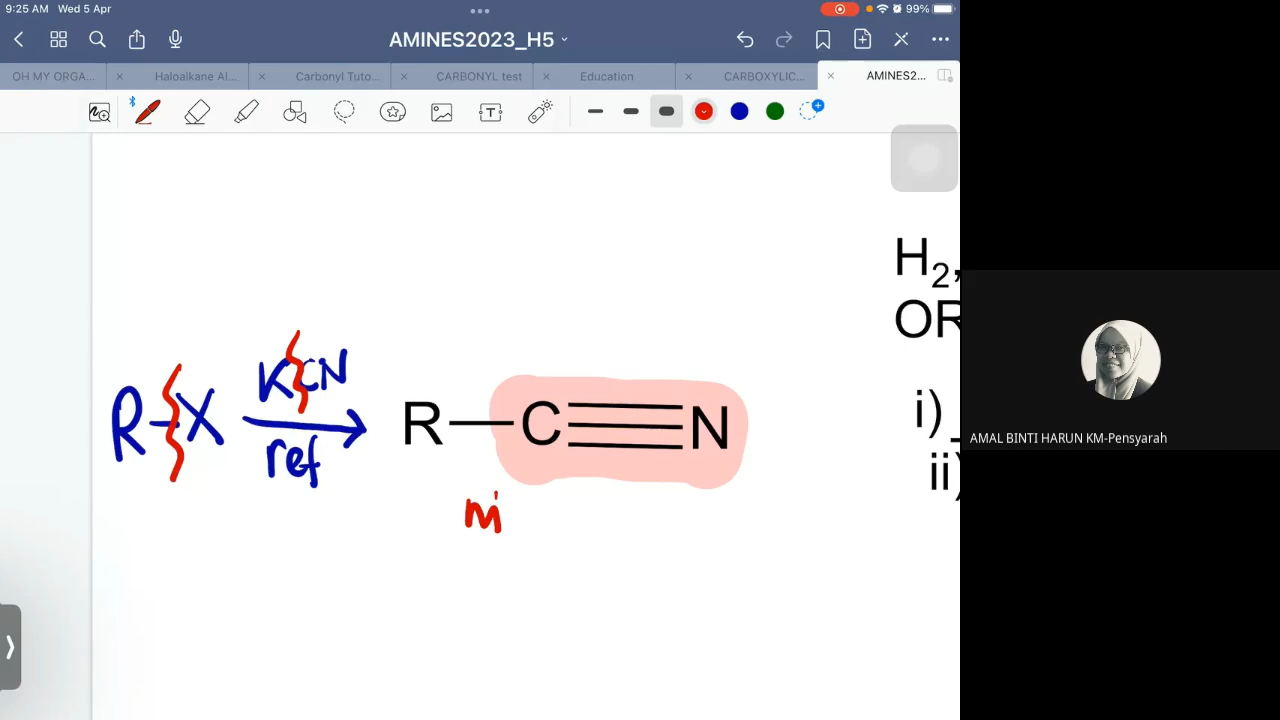 9:25 AM Wed 5 Apr
99%
AMINES2023_H5
OH MY ORGA...
Haloalkane Al...
Carbonyl Tuto...
CARBONYL test
Education
CARBOXYLIC...
AMINES2...
T
H2,
OR
KCN
R-X
ref
R—C≡N
i)
ii)
AMAL BINTI HARUN KM-Pensyarah